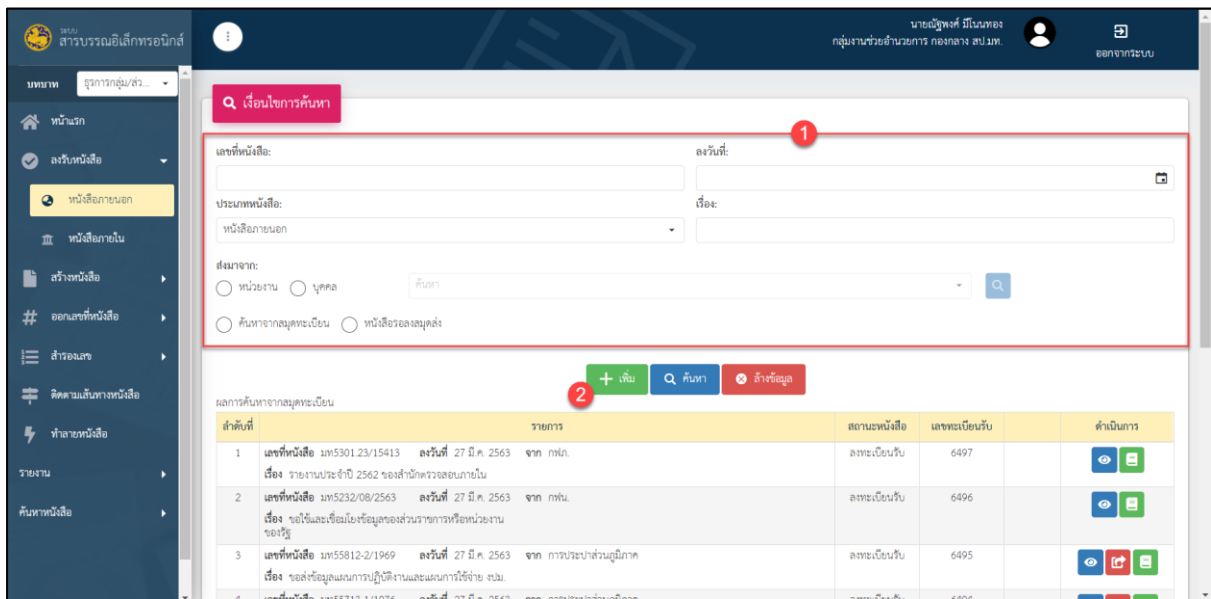 ระบบ
สารบรรณอิเล็กทรอนิกส์
นายณัฐพงศ์ มีโนนทอง
กลุ่มงานช่วยอำนวยการ กองกลาง สป.มท.
ออกจากระบบ
บทบาท ธุรการกลุ่ม/ส่ว...
หน้าแรก
ลงรับหนังสือ
หนังสือภายนอก
หนังสือภายใน
สร้างหนังสือ
ออกเลขที่หนังสือ
สำรองเลข
ติดตามเส้นทางหนังสือ
ทำลายหนังสือ
รายงาน
ค้นหาหนังสือ
เงื่อนไขการค้นหา
1
เลขที่หนังสือ: ลงวันที่:
ประเภทหนังสือ: เรื่อง:
หนังสือภายนอก
ส่งมาจาก:
หน่วยงาน บุคคล ค้นหา
ค้นหาจากสมุดทะเบียน หนังสือรอลงสมุดส่ง
2
เพิ่ม ค้นหา ล้างข้อมูล
ผลการค้นหาจากสมุดทะเบียน
ลำดับที่ รายการ สถานะหนังสือ เลขทะเบียนรับ ดำเนินการ
1 เลขที่หนังสือ มท5301.23/15413 ลงวันที่ 27 มี.ค. 2563 จาก กฟภ. ลงทะเบียนรับ 6497
เรื่อง รายงานประจำปี 2562 ของสำนักตรวจสอบภายใน
2 เลขที่หนังสือ มท5232/08/2563 ลงวันที่ 27 มี.ค. 2563 จาก กฟน. ลงทะเบียนรับ 6496
เรื่อง ขอใช้และเชื่อมโยงข้อมูลของส่วนราชการหรือหน่วยงาน
ของรัฐ
3 เลขที่หนังสือ มท55812-2/1969 ลงวันที่ 27 มี.ค. 2563 จาก การประปาส่วนภูมิภาค ลงทะเบียนรับ 6495
เรื่อง ขอส่งข้อมูลแผนการปฏิบัติงานและแผนการใช้จ่าย งปม.